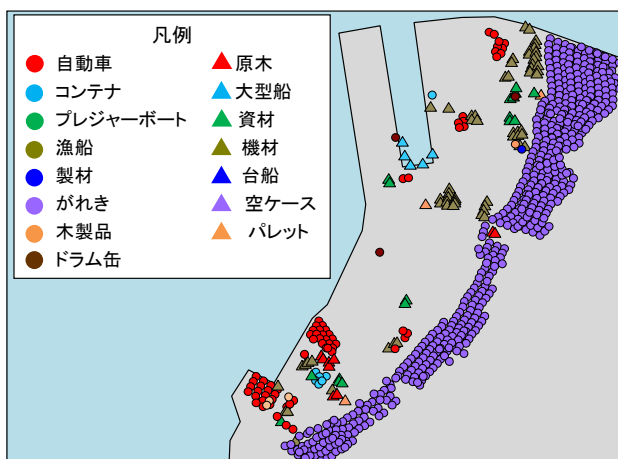 凡例
自動車
原木
コンテナ
大型船
プレジャーボート
資材
漁船
機材
製材
台船
がれき
空ケース
木製品
パレット
ドラム缶